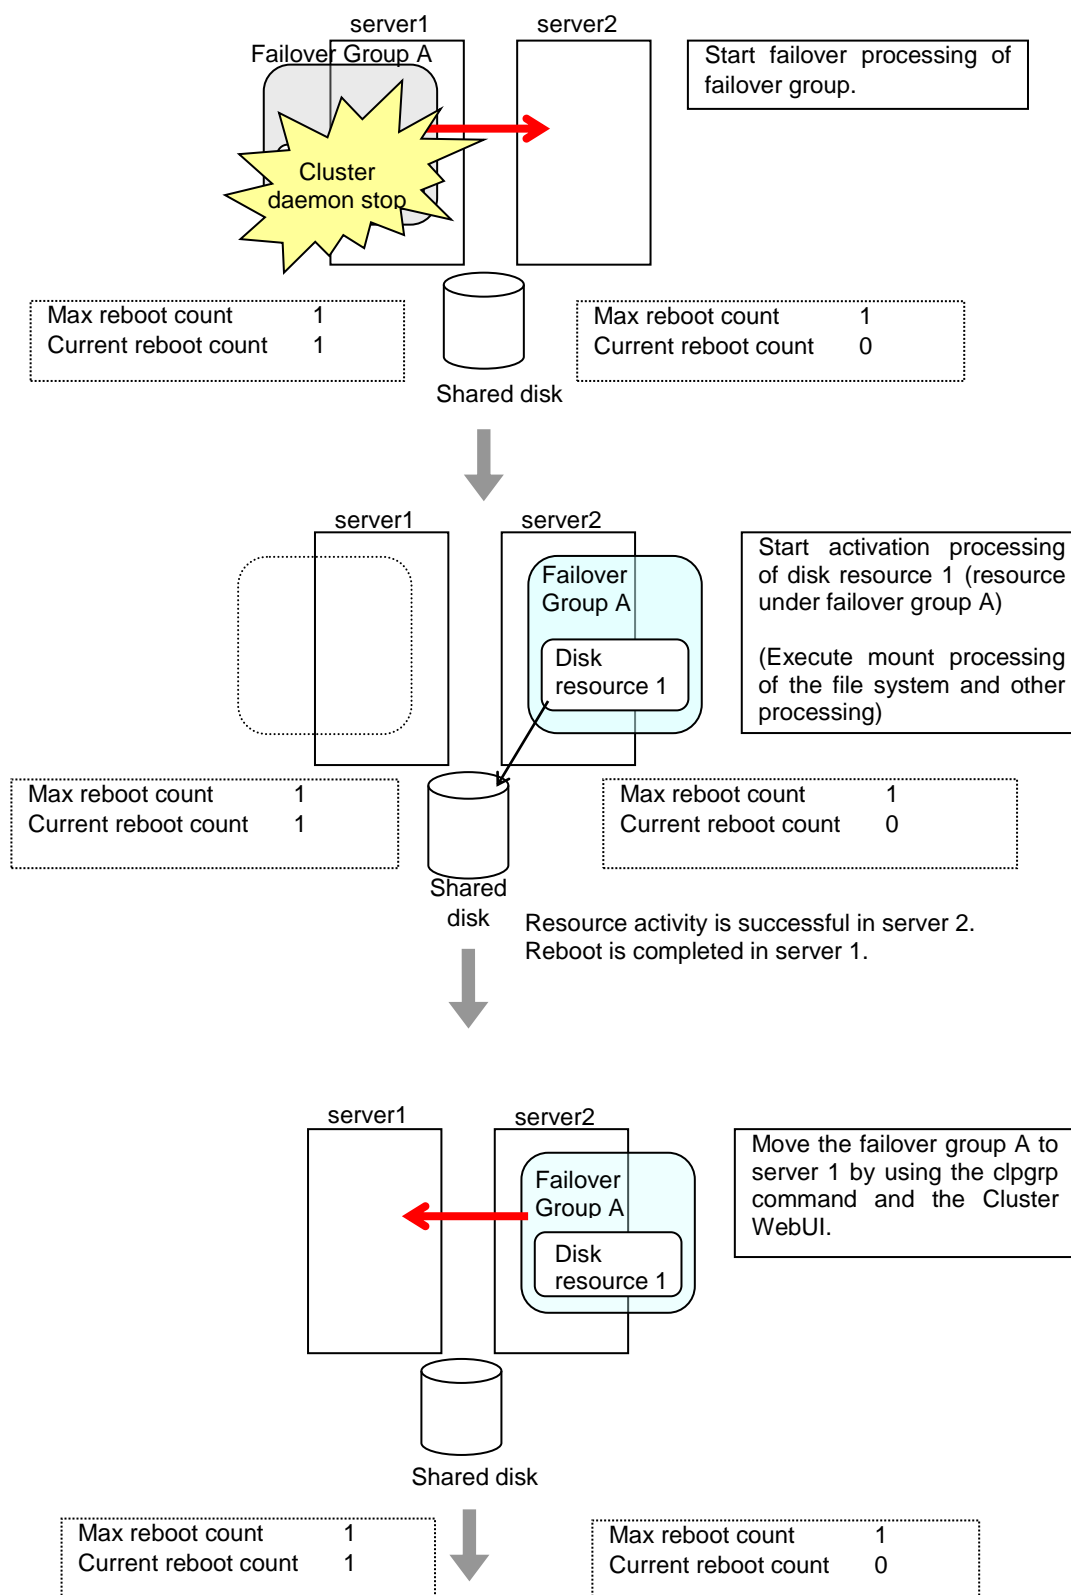 server1
server2
Failover Group A
Start failover processing of
failover group.
Cluster
daemon stop
Max reboot count 1
Current reboot count 1
Max reboot count 1
Current reboot count 0
Shared disk
server1
server2
Failover
Group A
Disk
resource 1
Start activation processing
of disk resource 1 (resource
under failover group A)
(Execute mount processing
of the file system and other
processing)
Max reboot count 1
Current reboot count 1
Max reboot count 1
Current reboot count 0
Shared
disk
Resource activity is successful in server 2.
Reboot is completed in server 1.
server1
server2
Failover
Group A
Disk
resource 1
Move the failover group A to
server 1 by using the clpgrp
command and the Cluster
WebUI.
Shared disk
Max reboot count 1
Current reboot count 1
Max reboot count 1
Current reboot count 0